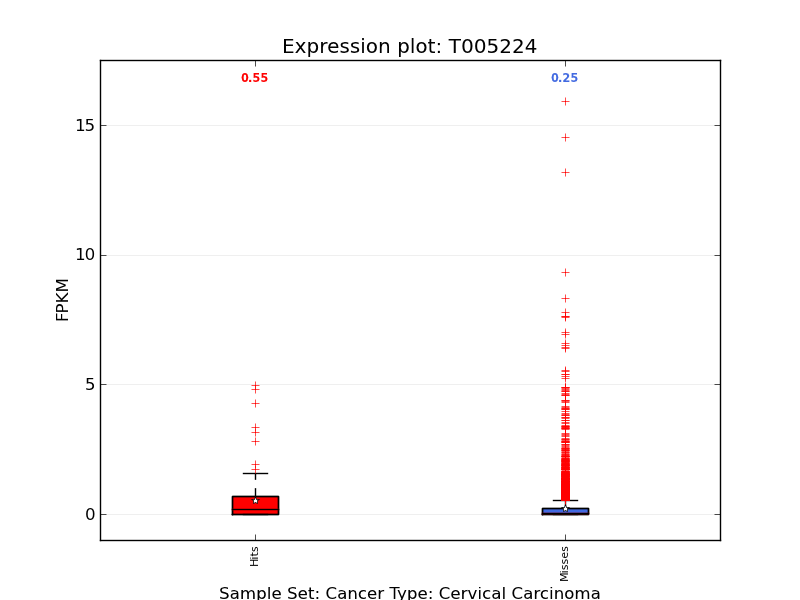 Expression plot: T005224
0.55
0.25
15
10
5
0
FPKM
Hits
Misses
Sample Set: Cancer Type: Cervical Carcinoma